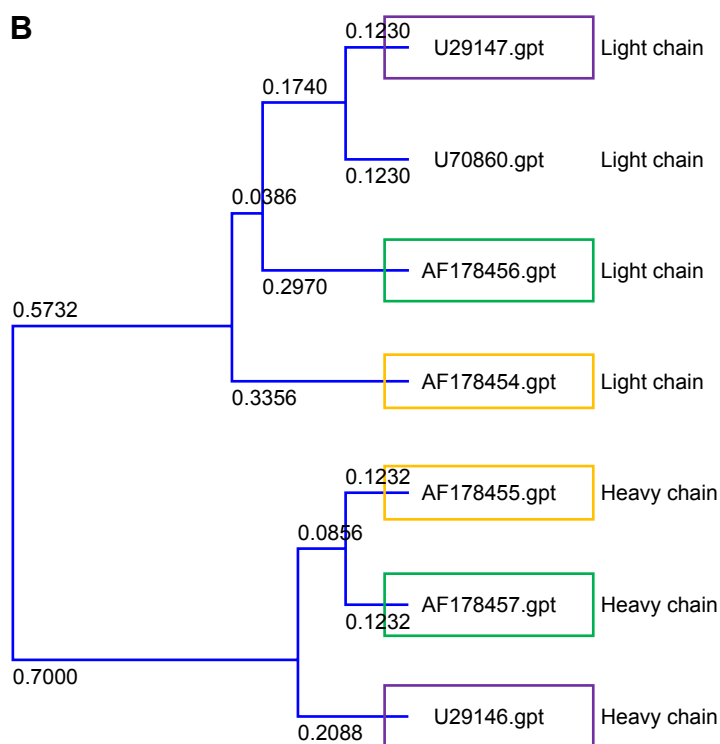 B
0.1230
U29147.gpt Light chain
0.1740
U70860.gpt Light chain
0.1230
0.0386
AF178456.gpt Light chain
0.2970
0.5732
AF178454.gpt Light chain
0.3356
0.1232
AF178455.gpt Heavy chain
0.0856
AF178457.gpt Heavy chain
0.1232
0.7000
U29146.gpt Heavy chain
0.2088